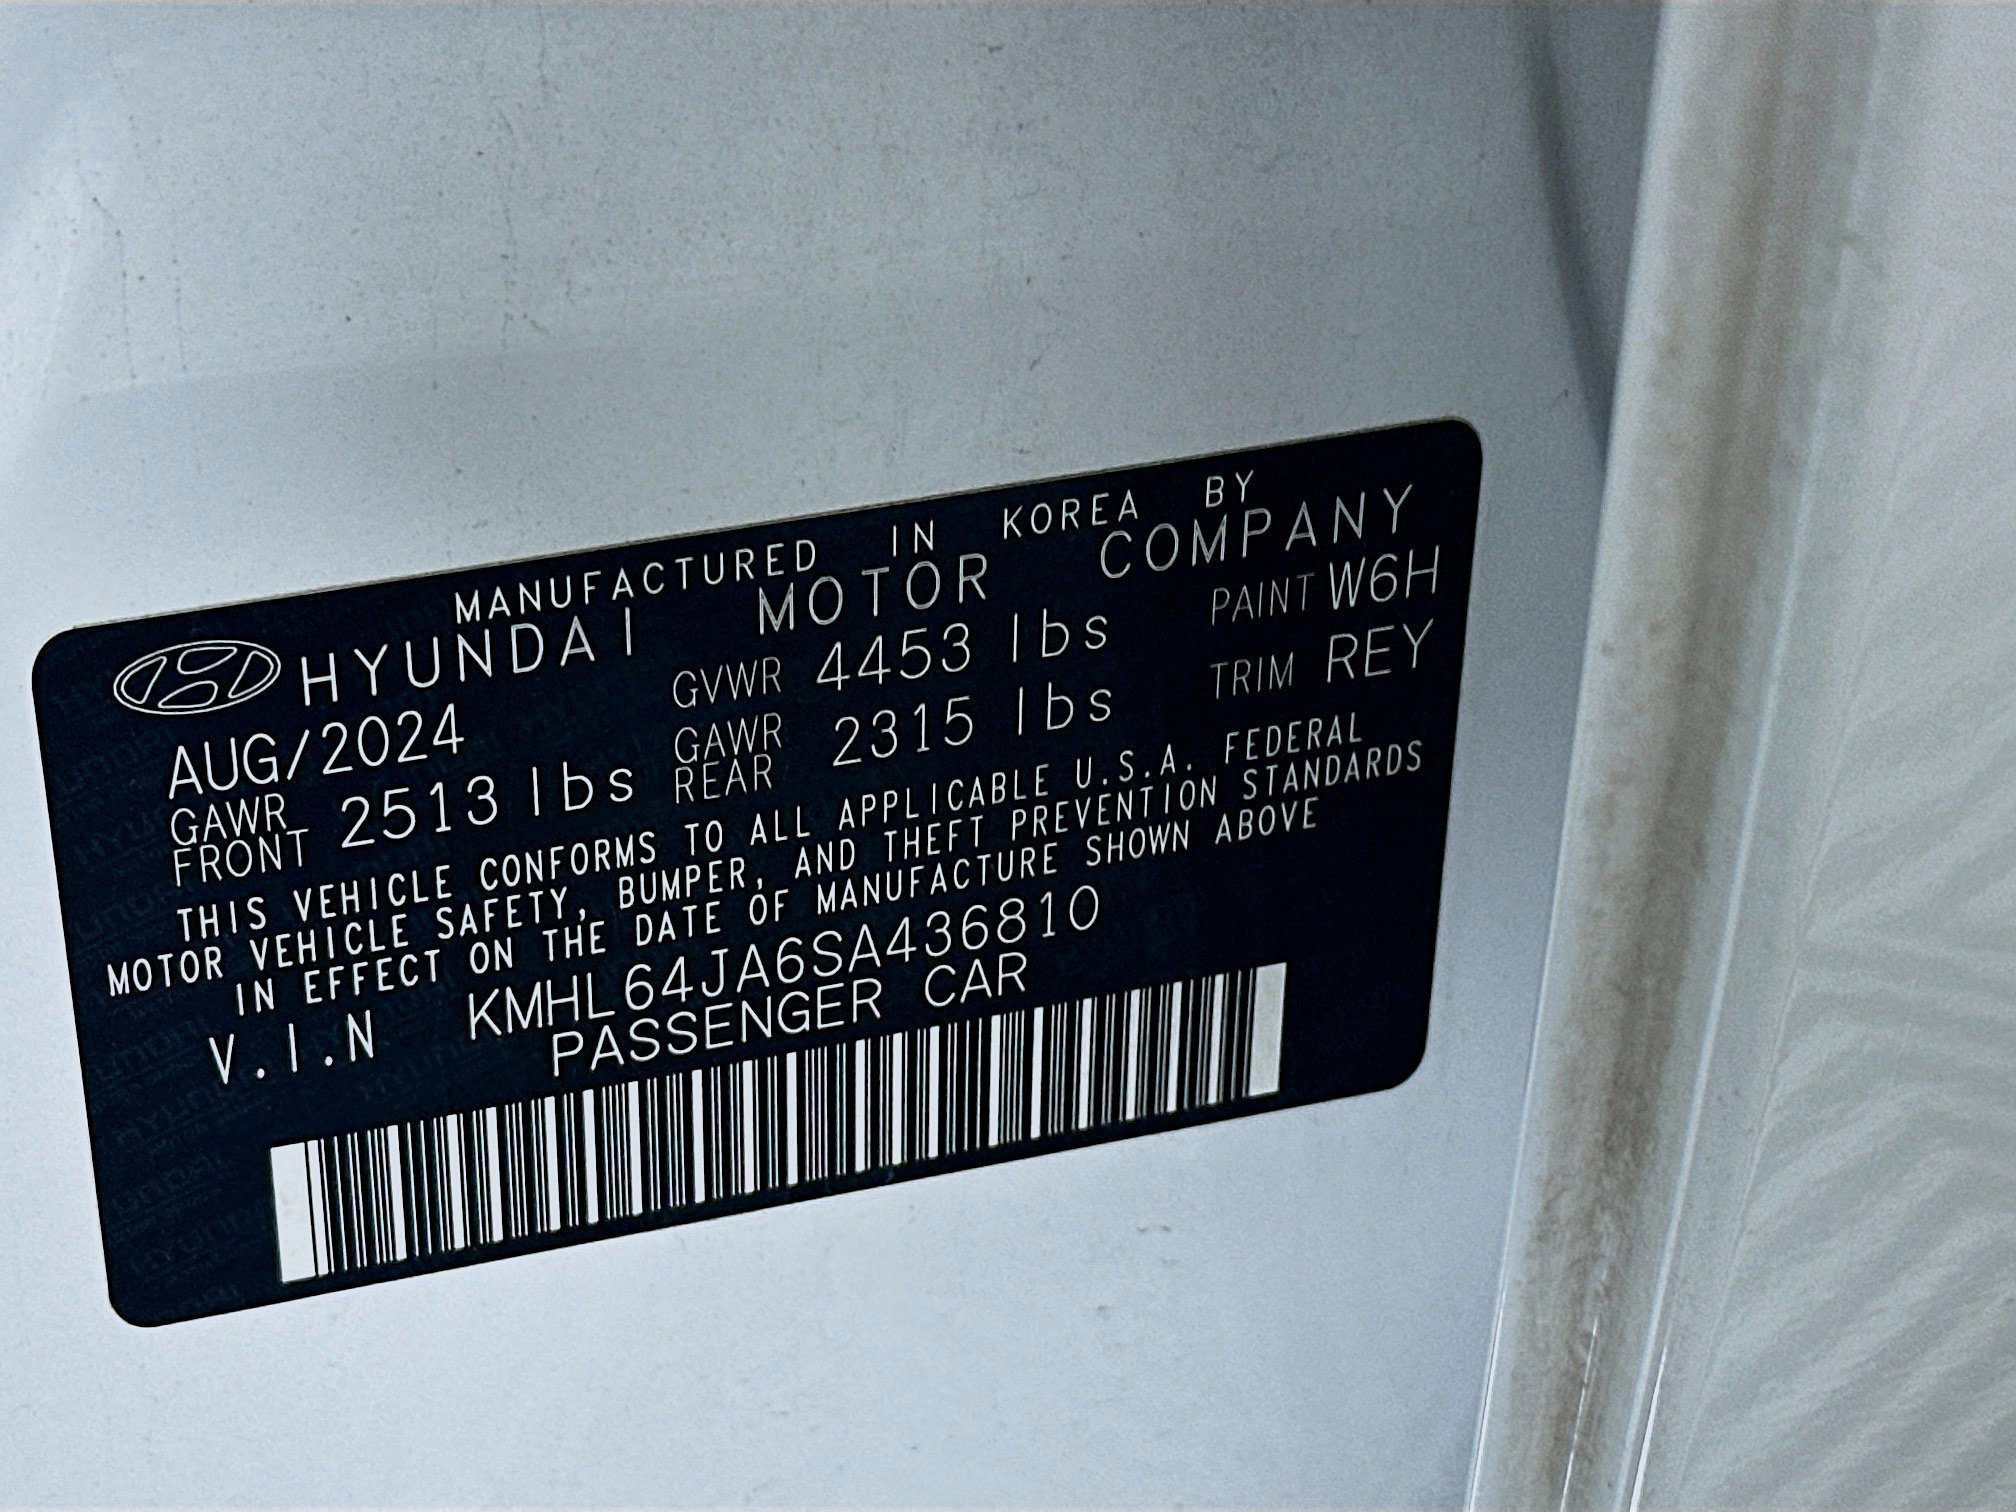 MANUFACTURED IN KOREA BY
HYUNDAI MOTOR COMPANY
AUG/2024 GVWR 4453 lbs PAINT W6H
GAWR FRONT 2513 lbs GAWR REAR 2315 lbs TRIM REY
THIS VEHICLE CONFORMS TO ALL APPLICABLE U.S.A. FEDERAL
MOTOR VEHICLE SAFETY, BUMPER, AND THEFT PREVENTION STANDARDS
IN EFFECT ON THE DATE OF MANUFACTURE SHOWN ABOVE
V.I.N KMHL64JA6SA436810
PASSENGER CAR